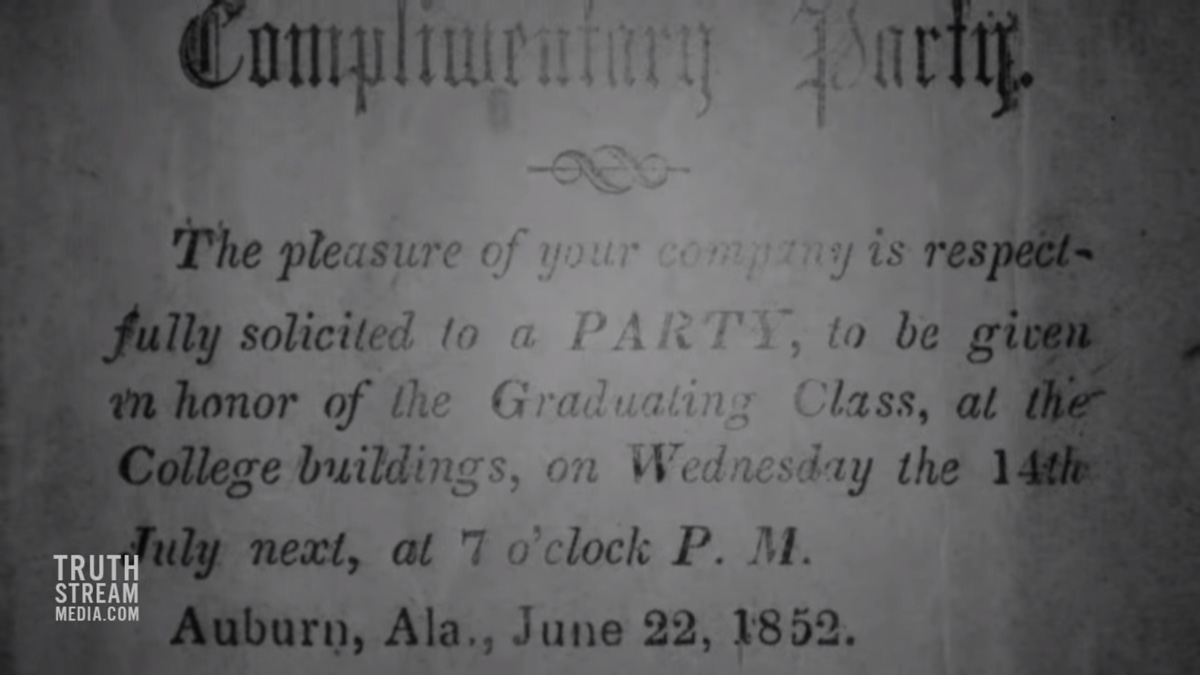 Complimentary Party.
The pleasure of your company is respect-
fully solicited to a PARTY, to be given
in honor of the Graduating Class, at the
College buildings, on Wednesday the 14th
July next, at 7 o'clock P. M.
Auburn, Ala., June 22, 1852.
TRUTH
STREAM
MEDIA.COM